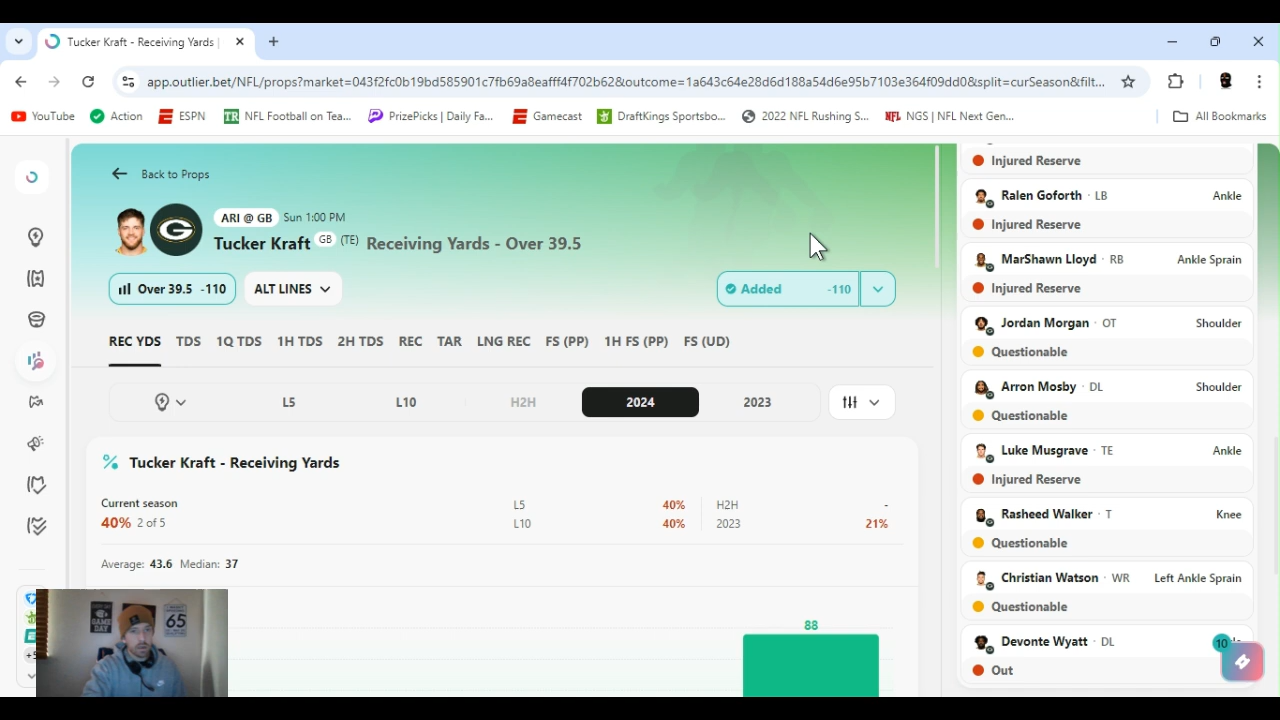 Tucker Kraft - Receiving Yards |
app.outlier.bet/NFL/props?market=043f2fc0b19bd585901c7fb69a8eafff4f702b62&outcome=1a643c64e28d6d188a54d6e95b7103e364f09dd0&split=curSeason&filt...
YouTube Action ESPN NFL Football on Tea... PrizePicks | Daily Fa... Gamecast DraftKings Sportsbo... 2022 NFL Rushing S... NGS | NFL Next Gen... All Bookmarks
Back to Props
ARI @ GB Sun 1:00 PM
Tucker Kraft GB (TE) Receiving Yards - Over 39.5
Over 39.5 -110 ALT LINES Added -110
REC YDS TDS 1Q TDS 1H TDS 2H TDS REC TAR LNG REC FS (PP) 1H FS (PP) FS (UD)
L5 L10 H2H 2024 2023
Tucker Kraft - Receiving Yards
Current season L5 40% H2H -
40% 2 of 5 L10 40% 2023 21%
Average: 43.6 Median: 37
88
GAME DAY
65
Injured Reserve
Ralen Goforth · LB Ankle
Injured Reserve
MarShawn Lloyd · RB Ankle Sprain
Injured Reserve
Jordan Morgan · OT Shoulder
Questionable
Arron Mosby · DL Shoulder
Questionable
Luke Musgrave · TE Ankle
Injured Reserve
Rasheed Walker · T Knee
Questionable
Christian Watson · WR Left Ankle Sprain
Questionable
Devonte Wyatt · DL
10
Out